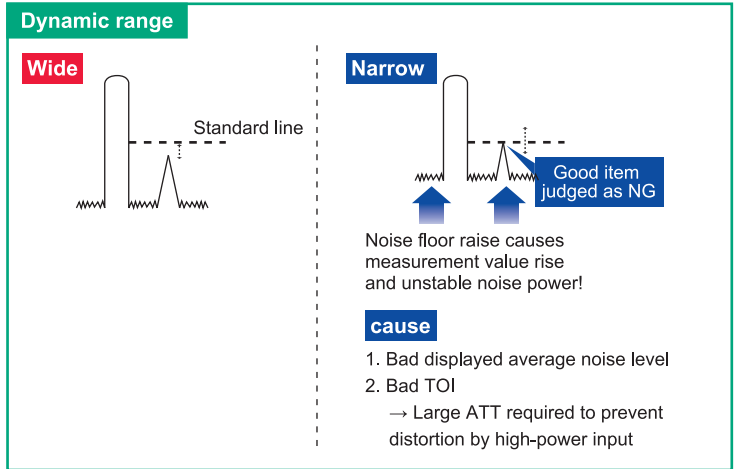 Dynamic range
Wide
Standard line
Narrow
Good item
judged as NG
Noise floor raise causes
measurement value rise
and unstable noise power!
cause
1. Bad displayed average noise level
2. Bad TOI
→ Large ATT required to prevent
distortion by high-power input